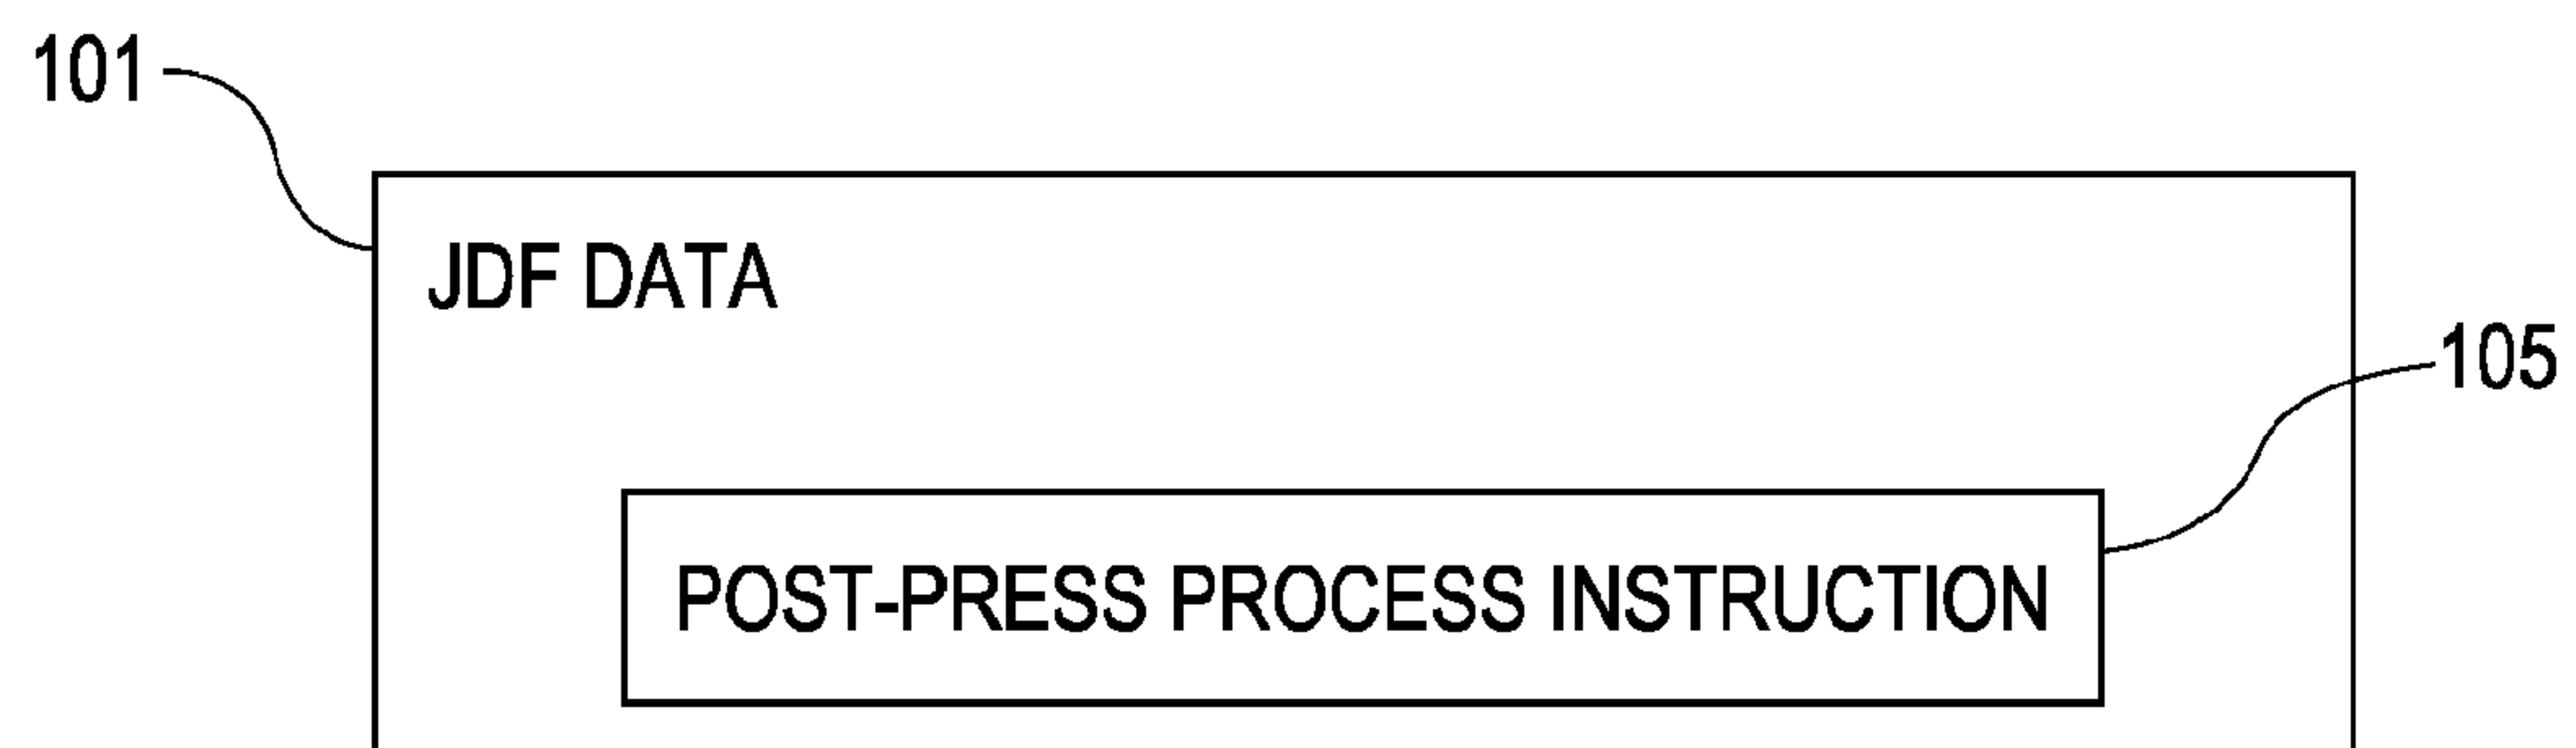 101
JDF DATA
105
POST-PRESS PROCESS INSTRUCTION